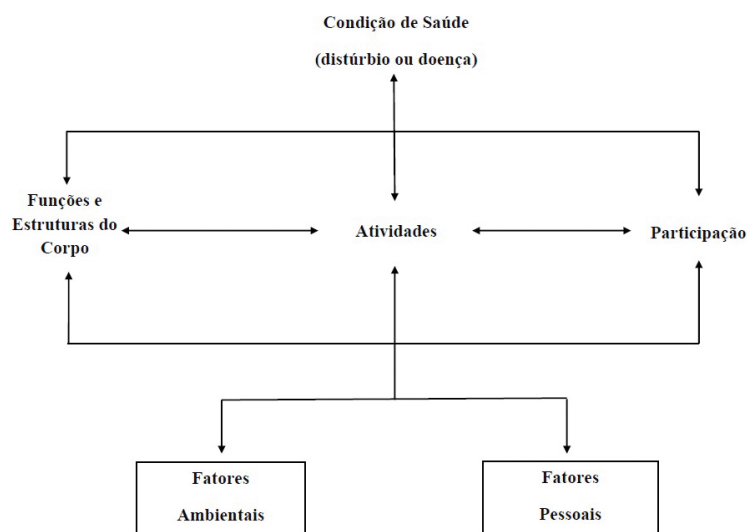 Condição de Saúde
(distúrbio ou doença)
Funções e
Estruturas do
Corpo
Atividades
Participação
Fatores
Ambientais
Fatores
Pessoais